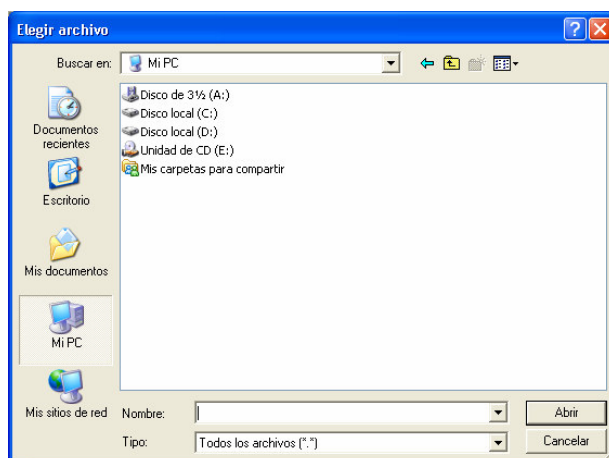 Elegir archivo
Buscar en:
Mi PC
Disco de 3½ (A:)
Disco local (C:)
Disco local (D:)
Unidad de CD (E:)
Mis carpetas para compartir
Documentos
recientes
Escritorio
Mis documentos
Mi PC
Mis sitios de red
Nombre:
Abrir
Tipo:
Todos los archivos (*.*)
Cancelar